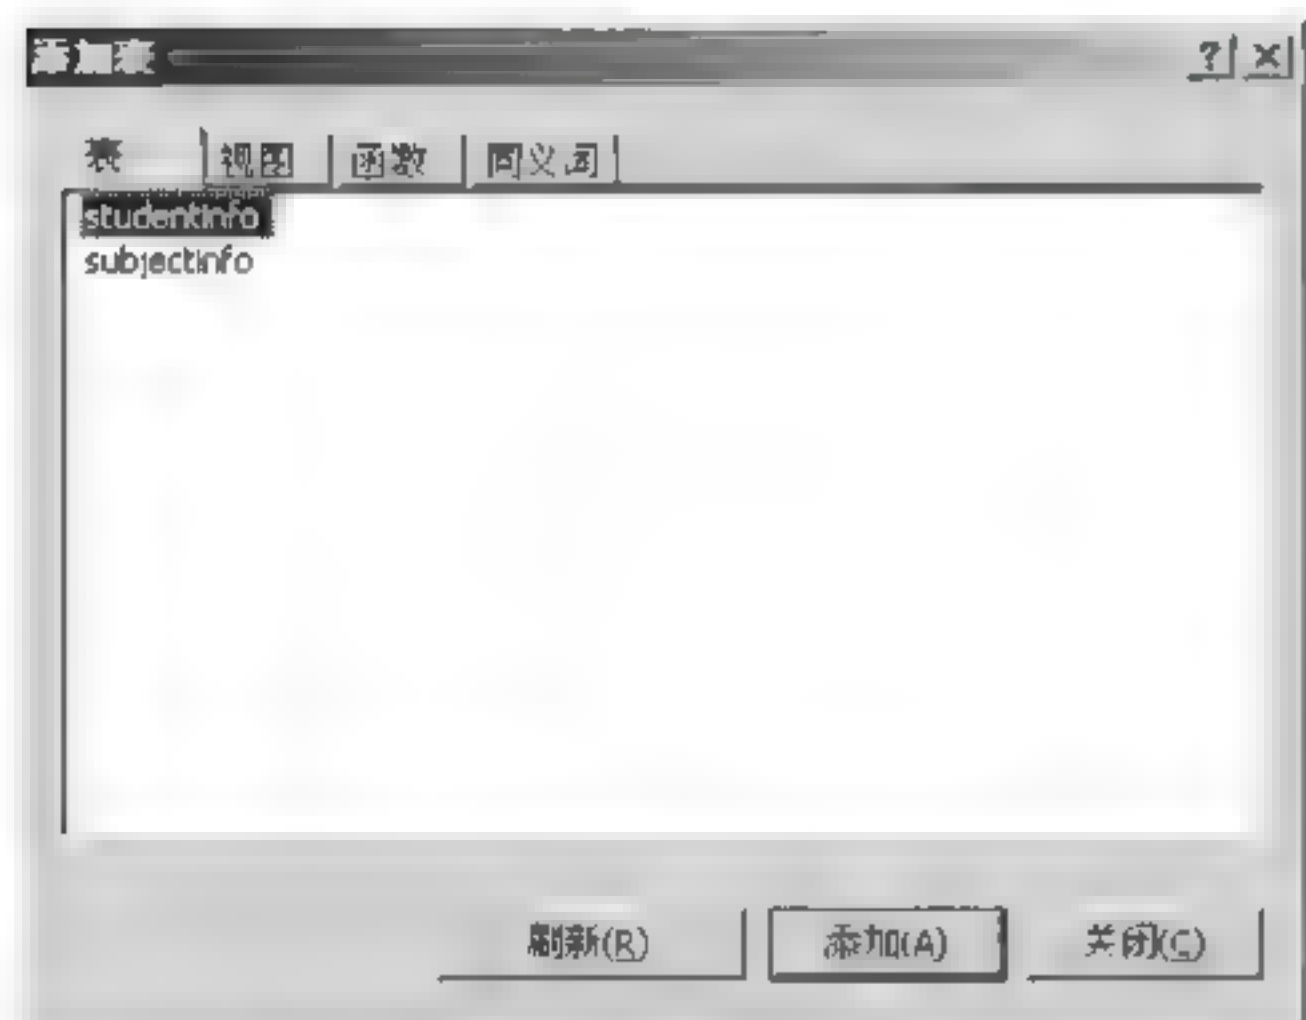 添加表 ? ×
表 视图 函数 同义词
studentinfo
subjectinfo
刷新(R) 添加(A) 关闭(C)